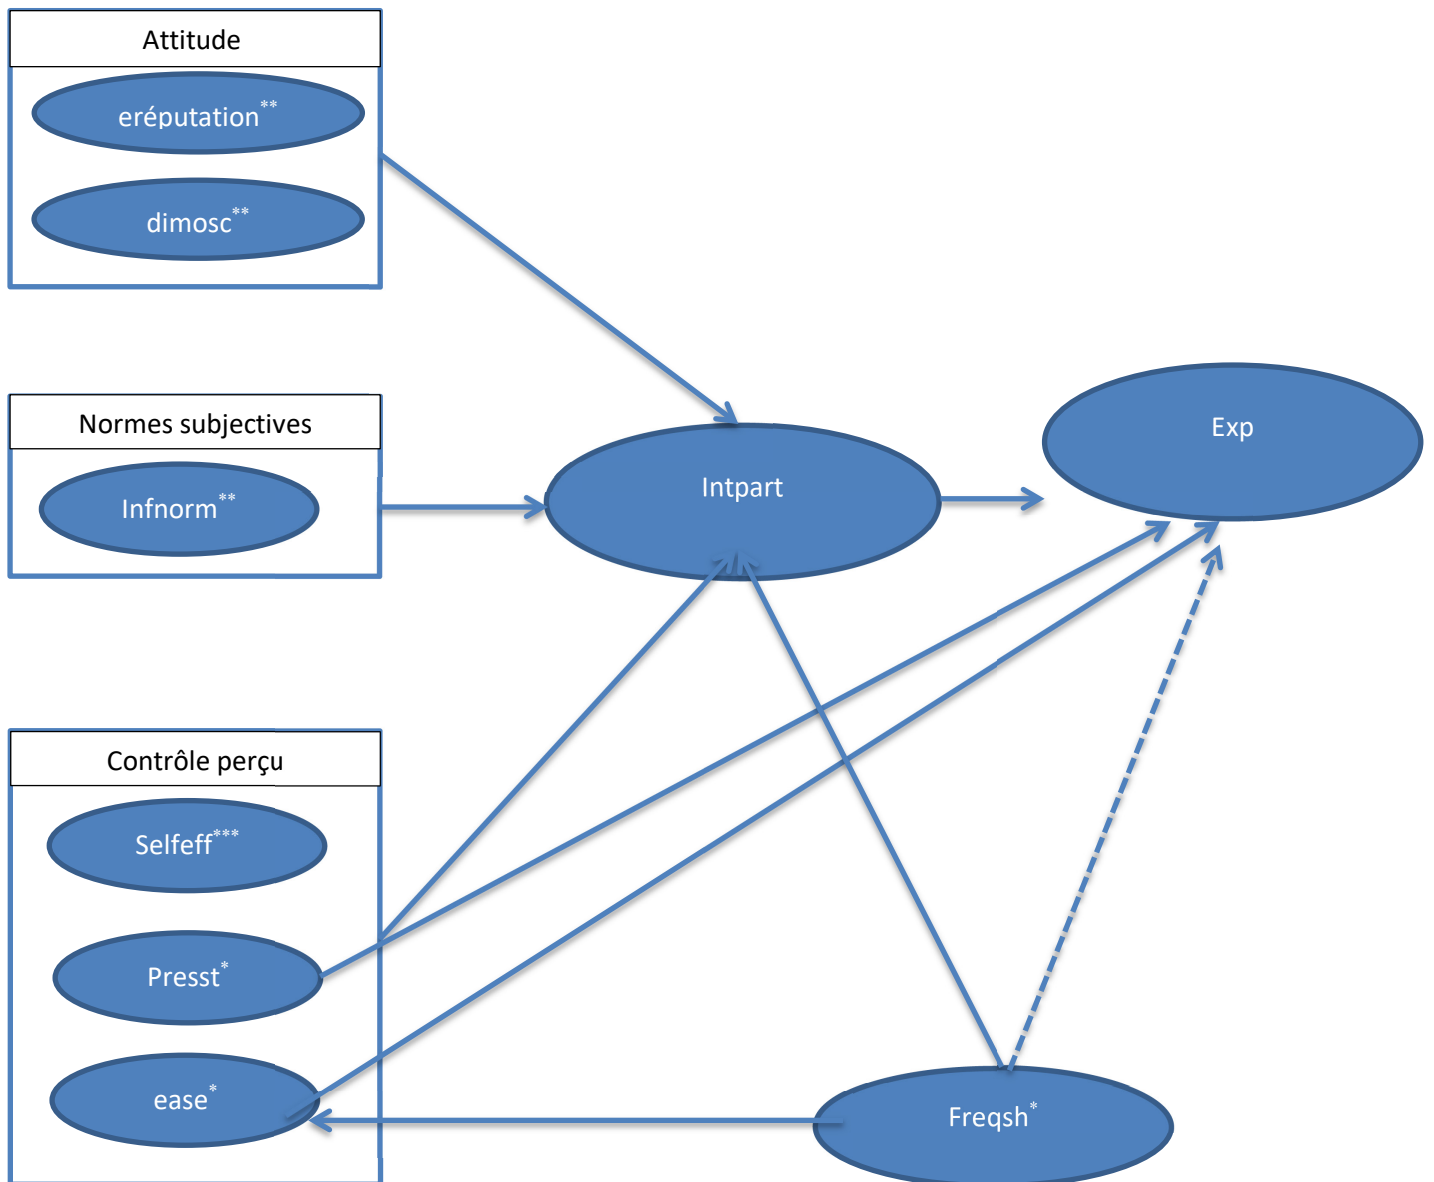 Attitude
eréputation**
dimosc**
Normes subjectives
Infnorm**
Intpart
Exp
Contrôle perçu
Selfeff***
Presst*
ease*
Freqsh*